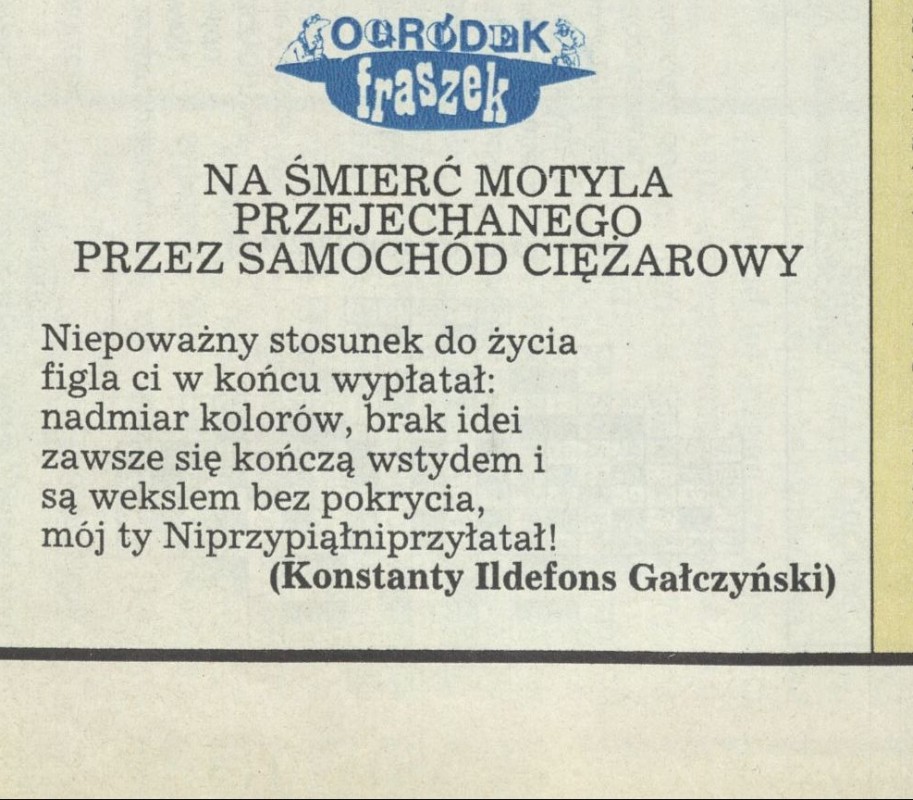 OGRÓDEK
fraszek
NA ŚMIERĆ MOTYLA
PRZEJECHANEGO
PRZEZ SAMOCHÓD CIĘŻAROWY
Niepoważny stosunek do życia
figla ci w końcu wypłatał:
nadmiar kolorów, brak idei
zawsze się kończą wstydem i
są wekslem bez pokrycia,
mój ty Niprzypiąłniprzyłatał!
(Konstanty Ildefons Gałczyński)